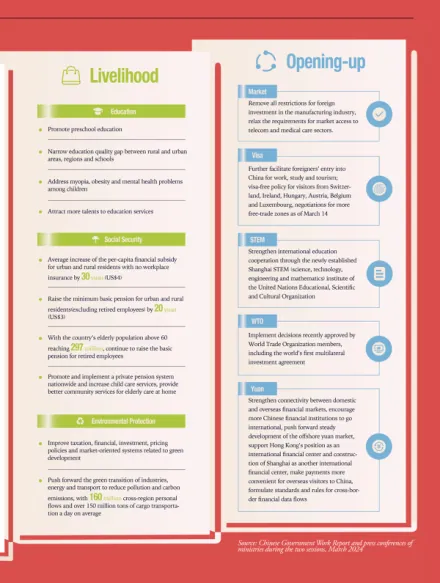 Livelihood
Education
Promote preschool education
Narrow education quality gap between rural and urban
areas, regions and schools
Address myopia, obesity and mental health problems
among children
Attract more talents to education services
Social Security
Average increase of the per-capita financial subsidy
for urban and rural residents with no workplace
insurance by 30 yuan (US$4)
Raise the minimum basic pension for urban and rural
residents(excluding retired employees) by 20 yuan
(US$3)
With the country's elderly population above 60
reaching 297 million, continue to raise the basic
pension for retired employees
Promote and implement a private pension system
nationwide and increase child care services, provide
better community services for elderly care at home
Environmental Protection
Improve taxation, financial, investment, pricing
policies and market-oriented systems related to green
development
Push forward the green transition of industries,
energy and transport to reduce pollution and carbon
emissions, with 160 million cross-region personal
flows and over 150 million tons of cargo transporta-
tion a day on average
Opening-up
Market
Remove all restrictions for foreign
investment in the manufacturing industry,
relax the requirements for market access to
telecom and medical care sectors.
Visa
Further facilitate foreigners' entry into
China for work, study and tourism;
visa-free policy for visitors from Switzer-
land, Ireland, Hungary, Austria, Belgium
and Luxembourg, negotiations for more
free-trade zones as of March 14
STEM
Strengthen international education
cooperation through the newly established
Shanghai STEM (science, technology,
engineering and mathematics) institute of
the United Nations Educational, Scientific
and Cultural Organization
WTO
Implement decisions recently approved by
World Trade Organization members,
including the world's first multilateral
investment agreement
Yuan
Strengthen connectivity between domestic
and overseas financial markets, encourage
more Chinese financial institutions to go
international, push forward steady
development of the offshore yuan market,
support Hong Kong's position as an
international financial center and construc-
tion of Shanghai as another international
financial center, make payments more
convenient for overseas visitors to China,
formulate standards and rules for cross-bor-
der financial data flows
Source: Chinese Government Work Report and press conferences of
ministries during the two sessions, March 2024